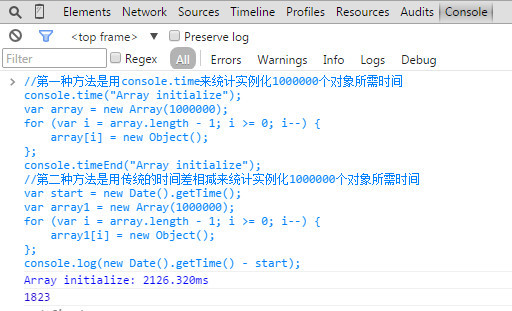 Elements Network Sources Timeline Profiles Resources Audits Console
<top frame> Preserve log
Filter Regex All Errors Warnings Info Logs Debug
//第一种方法是用console.time来统计实例化1000000个对象所需时间
console.time("Array initialize");
var array = new Array(1000000);
for (var i = array.length - 1; i >= 0; i--) {
    array[i] = new Object();
};
console.timeEnd("Array initialize");
//第二种方法是用传统的时间差相减来统计实例化1000000个对象所需时间
var start = new Date().getTime();
var array1 = new Array(1000000);
for (var i = array.length - 1; i >= 0; i--) {
    array1[i] = new Object();
};
console.log(new Date().getTime() - start);
Array initialize: 2126.320ms
1823